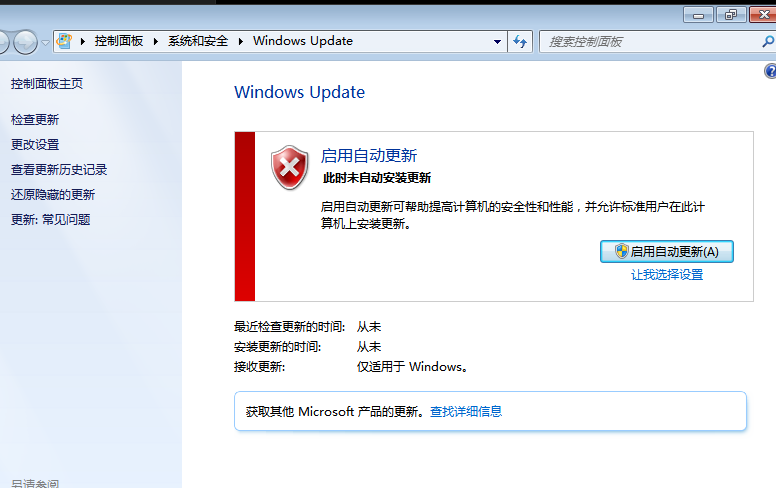 控制面板 系统和安全 Windows Update 搜索控制面板
控制面板主页
检查更新
更改设置
查看更新历史记录
还原隐藏的更新
更新: 常见问题
Windows Update
启用自动更新
此时未自动安装更新
启用自动更新可帮助提高计算机的安全性和性能，并允许标准用户在此计
算机上安装更新。
启用自动更新(A)
让我选择设置
最近检查更新的时间: 从未
安装更新的时间: 从未
接收更新: 仅适用于 Windows。
获取其他 Microsoft 产品的更新。查找详细信息
另请参阅